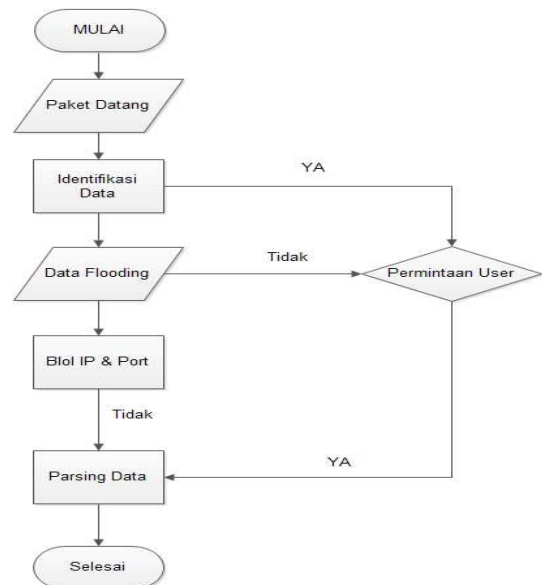 MULAI
Paket Datang
YA
Identifikasi
Data
Tidak
Data Flooding
Permintaan User
Blol IP & Port
Tidak
YA
Parsing Data
Selesai